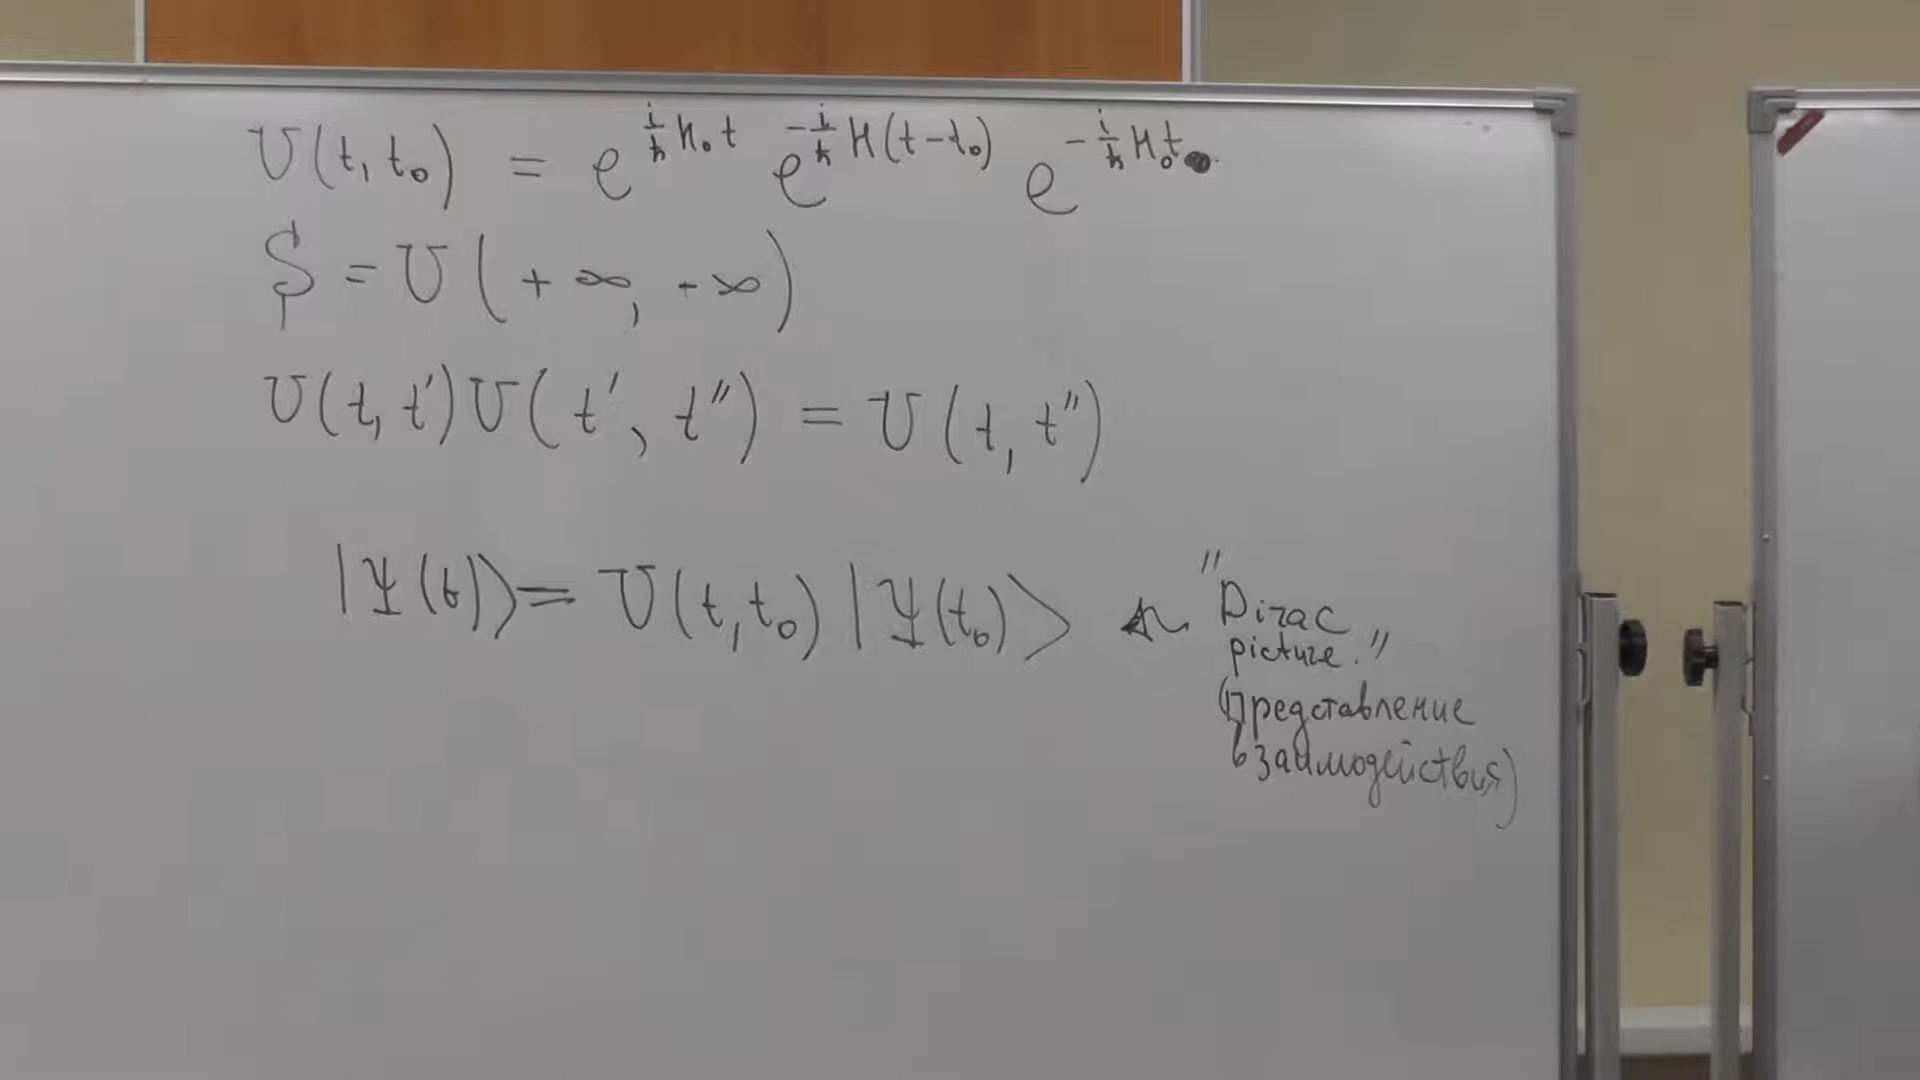 U(t, t₀) = e^{i/ħ H₀t} e^{-i/ħ H(t-t₀)} e^{-i/ħ H₀t₀}
S = U(+∞, -∞)
U(t, t')U(t', t'') = U(t, t'')
|Ψ(t)⟩ = U(t, t₀)|Ψ(t₀)⟩ ← "Dirac
picture."
(представление
взаимодействия)